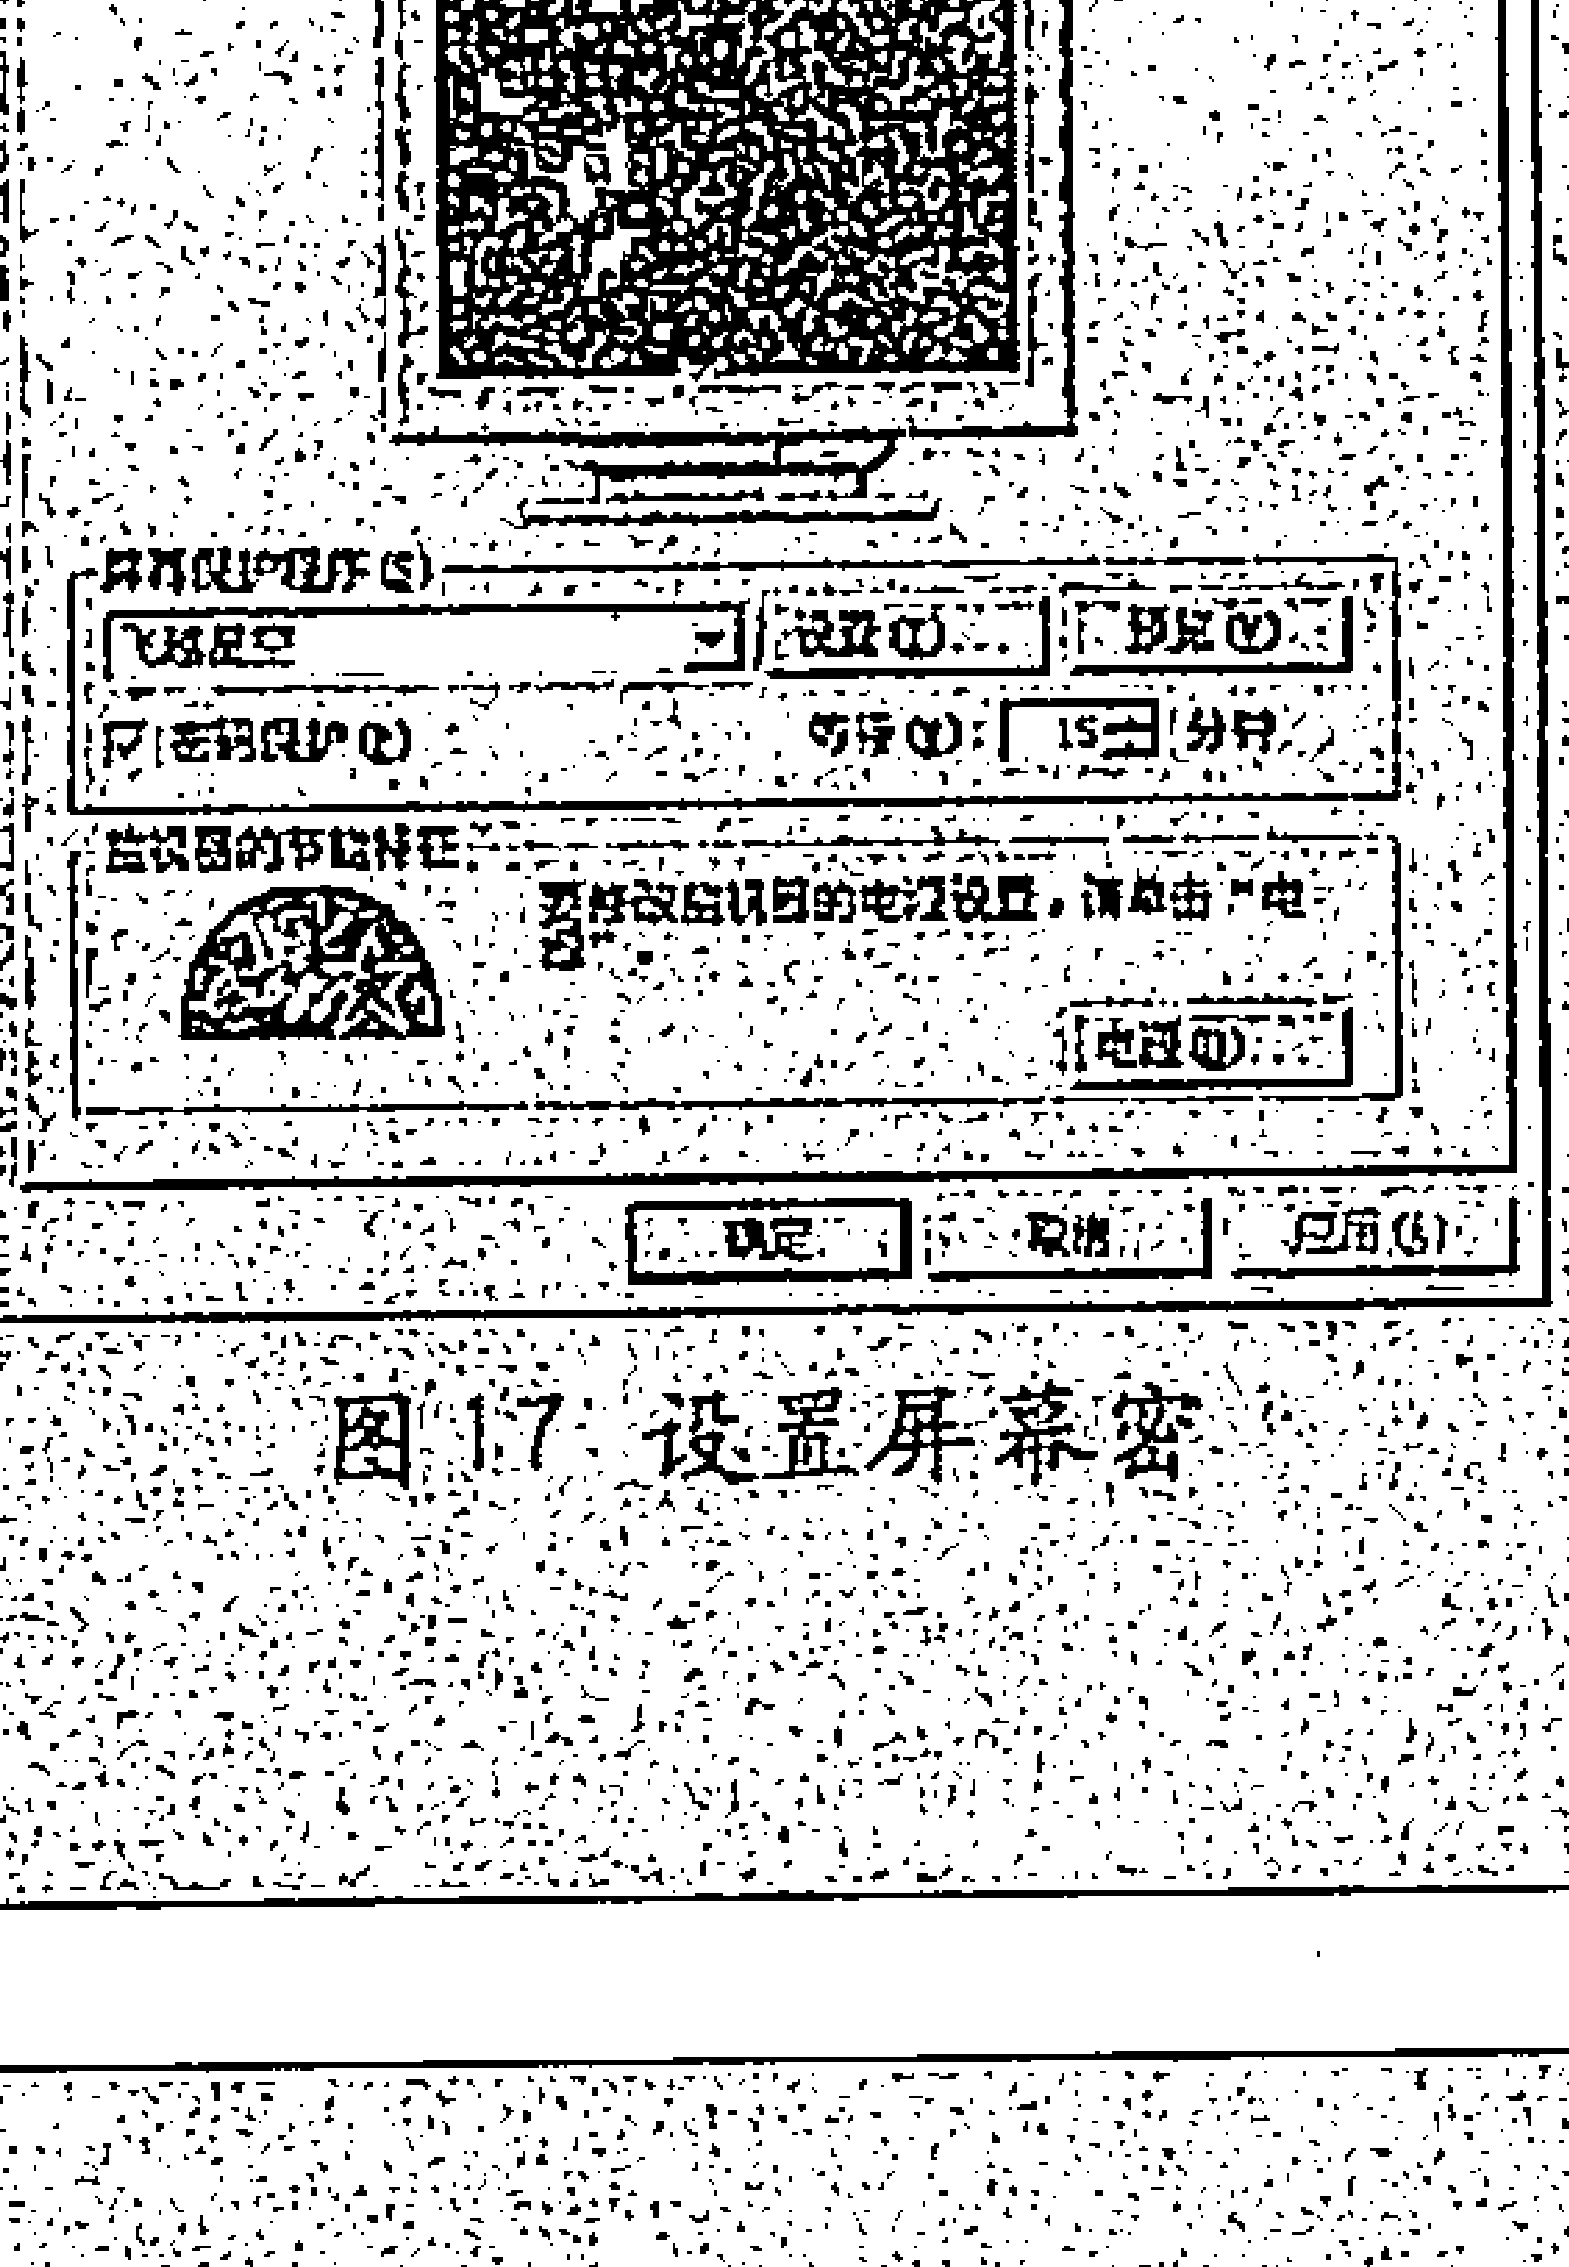 屏幕保护程序(S)
飞越星空 设置(T) 预览(V)
密码保护(P) 等待(W): 15 分钟
监视器的节能特征
要修改监视器的电源设置,请单击"电
源"。
电源(O)
确定 取消 应用(A)
图 17 设置屏幕密